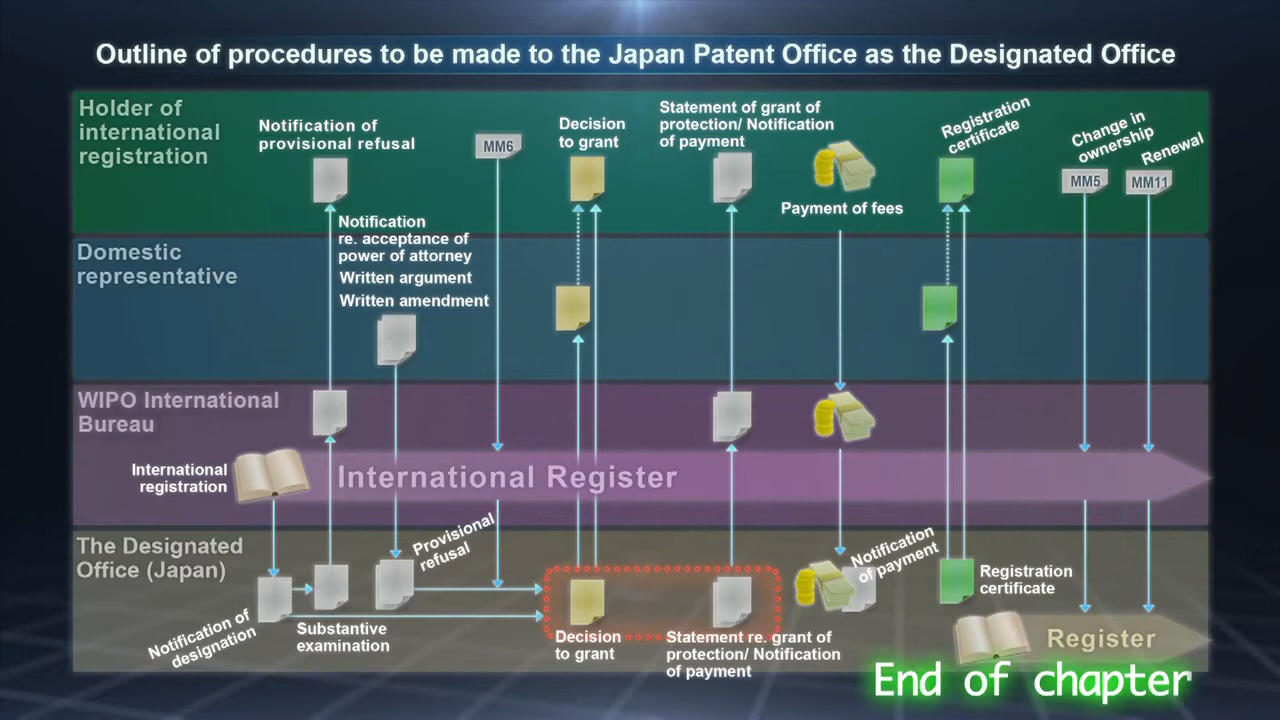 Outline of procedures to be made to the Japan Patent Office as the Designated Office
Holder of
international
registration
Notification of
provisional refusal
MM6
Decision
to grant
Statement of grant of
protection/ Notification
of payment
Payment of fees
Registration
certificate
Change in
ownership
MM5
Renewal
MM11
Domestic
representative
Notification
re. acceptance of
power of attorney
Written argument
Written amendment
WIPO International
Bureau
International
registration
International Register
The Designated
Office (Japan)
Notification of
designation
Substantive
examination
Provisional
refusal
Decision
to grant
Statement re. grant of
protection/ Notification
of payment
Notification
of payment
Registration
certificate
Register
End of chapter